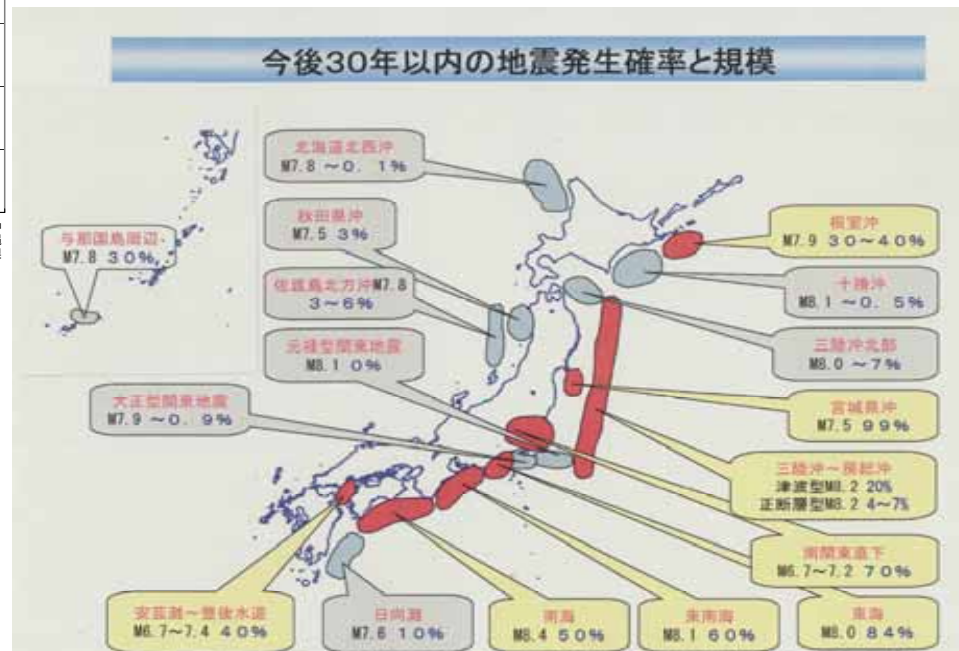 今後30年以内の地震発生確率と規模
北海道北西沖
M7.8 ～0. 1%
秋田県沖
M7.5 3%
佐渡島北方沖M7.8
3～6%
元禄型関東地震
M8.1 0%
大正型関東地震
M7.9 ～0. 9%
与那国島周辺
M7.8 30%
根室沖
M7.9 30～40%
十勝沖
M8.1 ～0. 5%
三陸沖北部
M8.0 ～7%
宮城県沖
M7.5 99%
三陸沖～房総沖
津波型M8.2 20%
正断層型M8.2 4～7%
南関東直下
M6.7～7.2 70%
安芸灘～豊後水道
M6.7～7.4 40%
日向灘
M7.6 10%
南海
M8.4 50%
東南海
M8.1 60%
東海
M8.0 84%